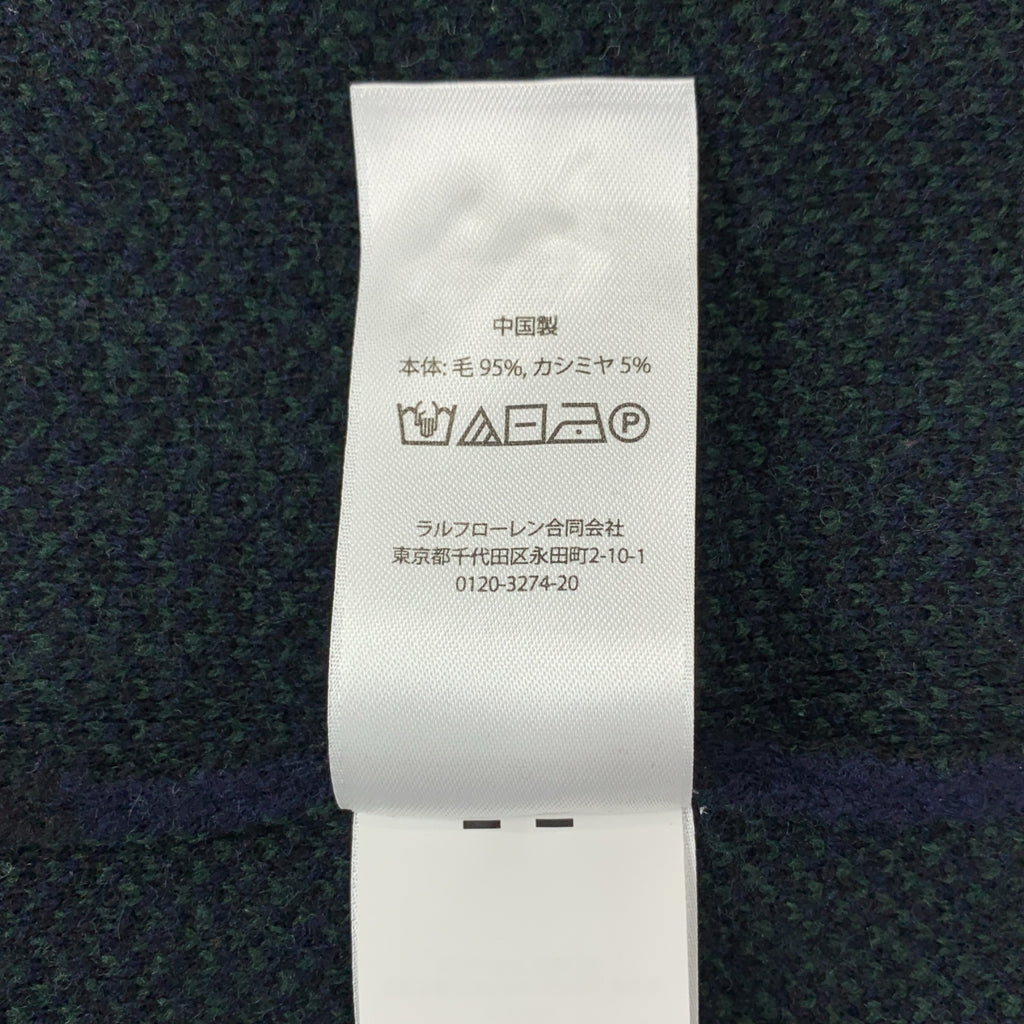 中国製
本体: 毛 95%, カシミヤ 5%
P
ラルフローレン合同会社
東京都千代田区永田町2-10-1
0120-3274-20